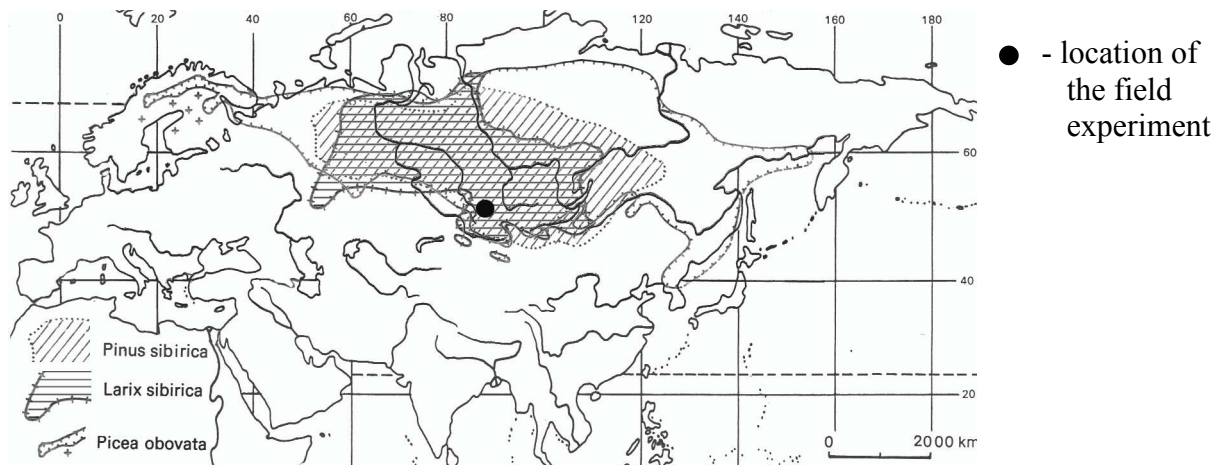 0 20 40 60 80 100 120 140 160 180
- location of
the field
experiment
60
40
20
Pinus sibirica
Larix sibirica
Picea obovata
0 2000 km